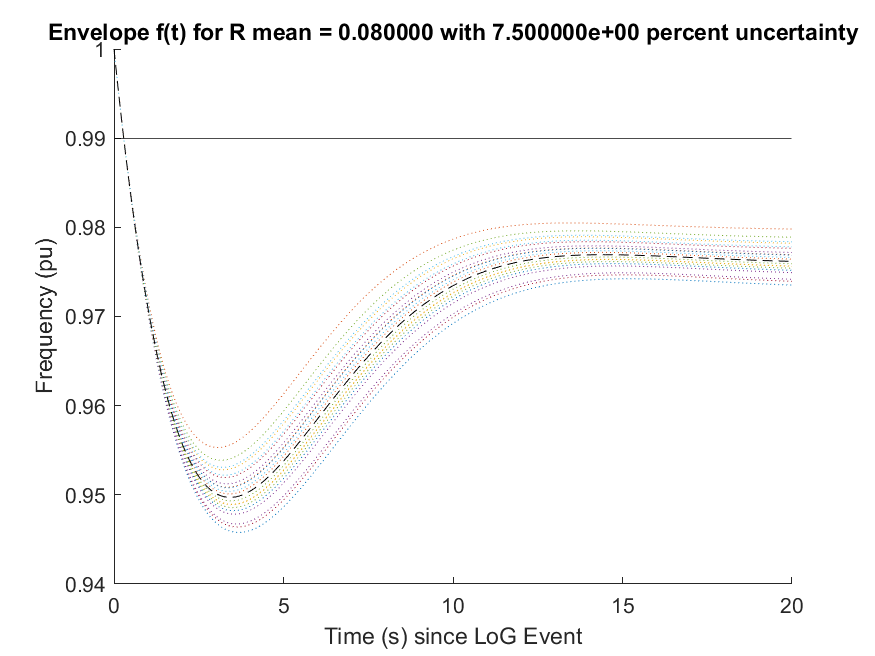 Envelope f(t) for R mean = 0.080000 with 7.500000e+00 percent uncertainty
1
0.99
0.98
0.97
0.96
0.95
0.94
Frequency (pu)
0 5 10 15 20
Time (s) since LoG Event